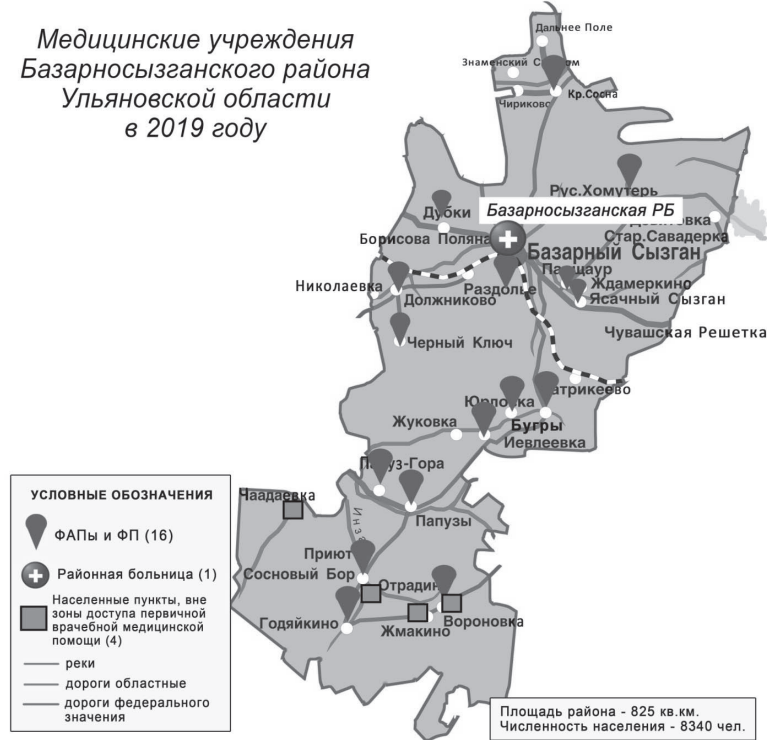 Медицинские учреждения
Базарносызганского района
Ульяновской области
в 2019 году
Дальнее Поле
Знаменский
Чириково
Кр.Сосна
Рус.Хомутерь
Дубки
Базарносызганская РБ
Борисова Поляна
Стар.Савадерка
Базарный Сызган
Николаевка
Раздолье
Ждамеркино
Должниково
Ясачный Сызган
Черный Ключ
Чувашская Решетка
Юрловка
Жуковка
Бугры
Иевлеевка
Чаадаевка
Инза
Папузы
Приют
Сосновый Бор
Годяйкино
Жмакино
Вороновка
УСЛОВНЫЕ ОБОЗНАЧЕНИЯ
ФАПы и ФП (16)
Районная больница (1)
Населенные пункты, вне
зоны доступа первичной
врачебной медицинской
помощи (4)
реки
дороги областные
дороги федерального
значения
Площадь района - 825 кв.км.
Численность населения - 8340 чел.